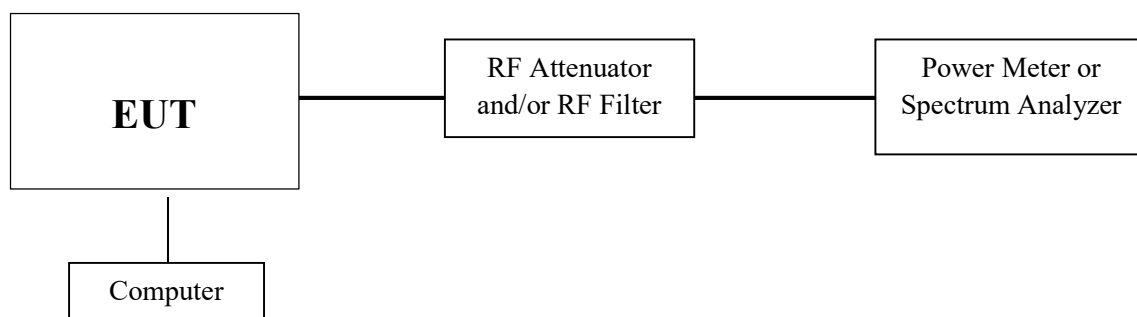 EUT
RF Attenuator
and/or RF Filter
Power Meter or
Spectrum Analyzer
Computer